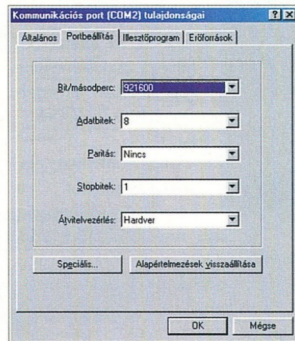 Kommunikációs port (COM2) tulajdonságai
Általános Portbeállítás Illesztőprogram Erőforrások
Bit/másodperc: 921600
Adatbitek: 8
Paritás: Nincs
Stopbitek: 1
Átvitelvezérlés: Hardver
Speciális... Alapértelmezések visszaállítása
OK Mégse